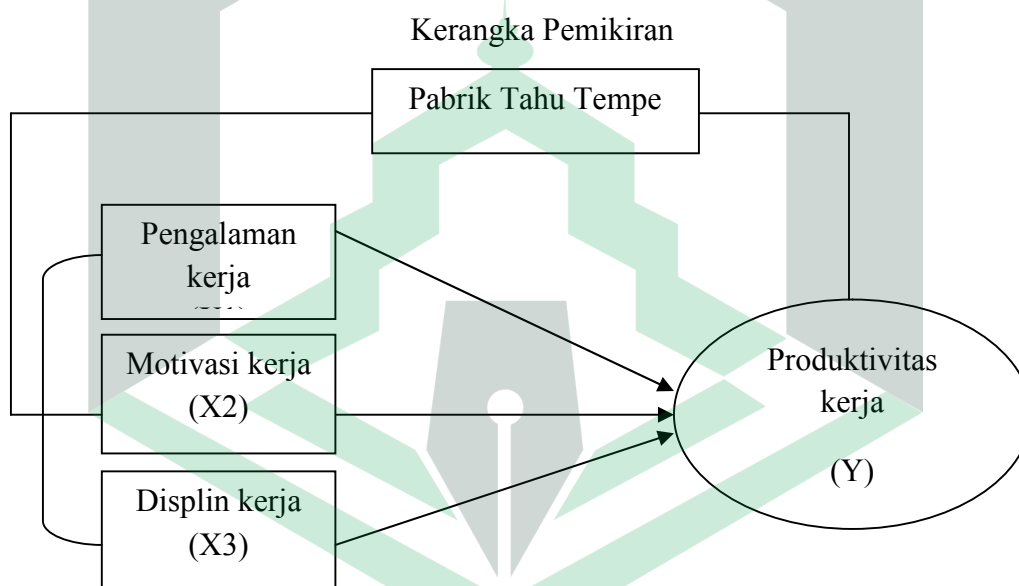 Kerangka Pemikiran
Pabrik Tahu Tempe
Pengalaman
kerja
Motivasi kerja
(X2)
Displin kerja
(X3)
Produktivitas
kerja
(Y)